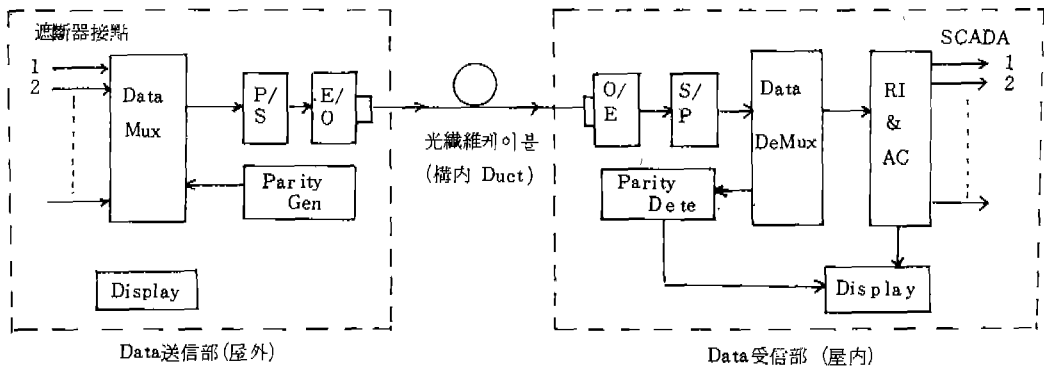 遮斷器接點
1
2
Data
Mux
P/
S
E/
O
Parity
Gen
Display
Data送信部(屋外)
光纖維케이블
(構內 Duct)
O/
E
S/
P
Data
DeMux
Parity
Dete
RI
&
AC
SCADA
1
2
Display
Data受信部 (屋內)